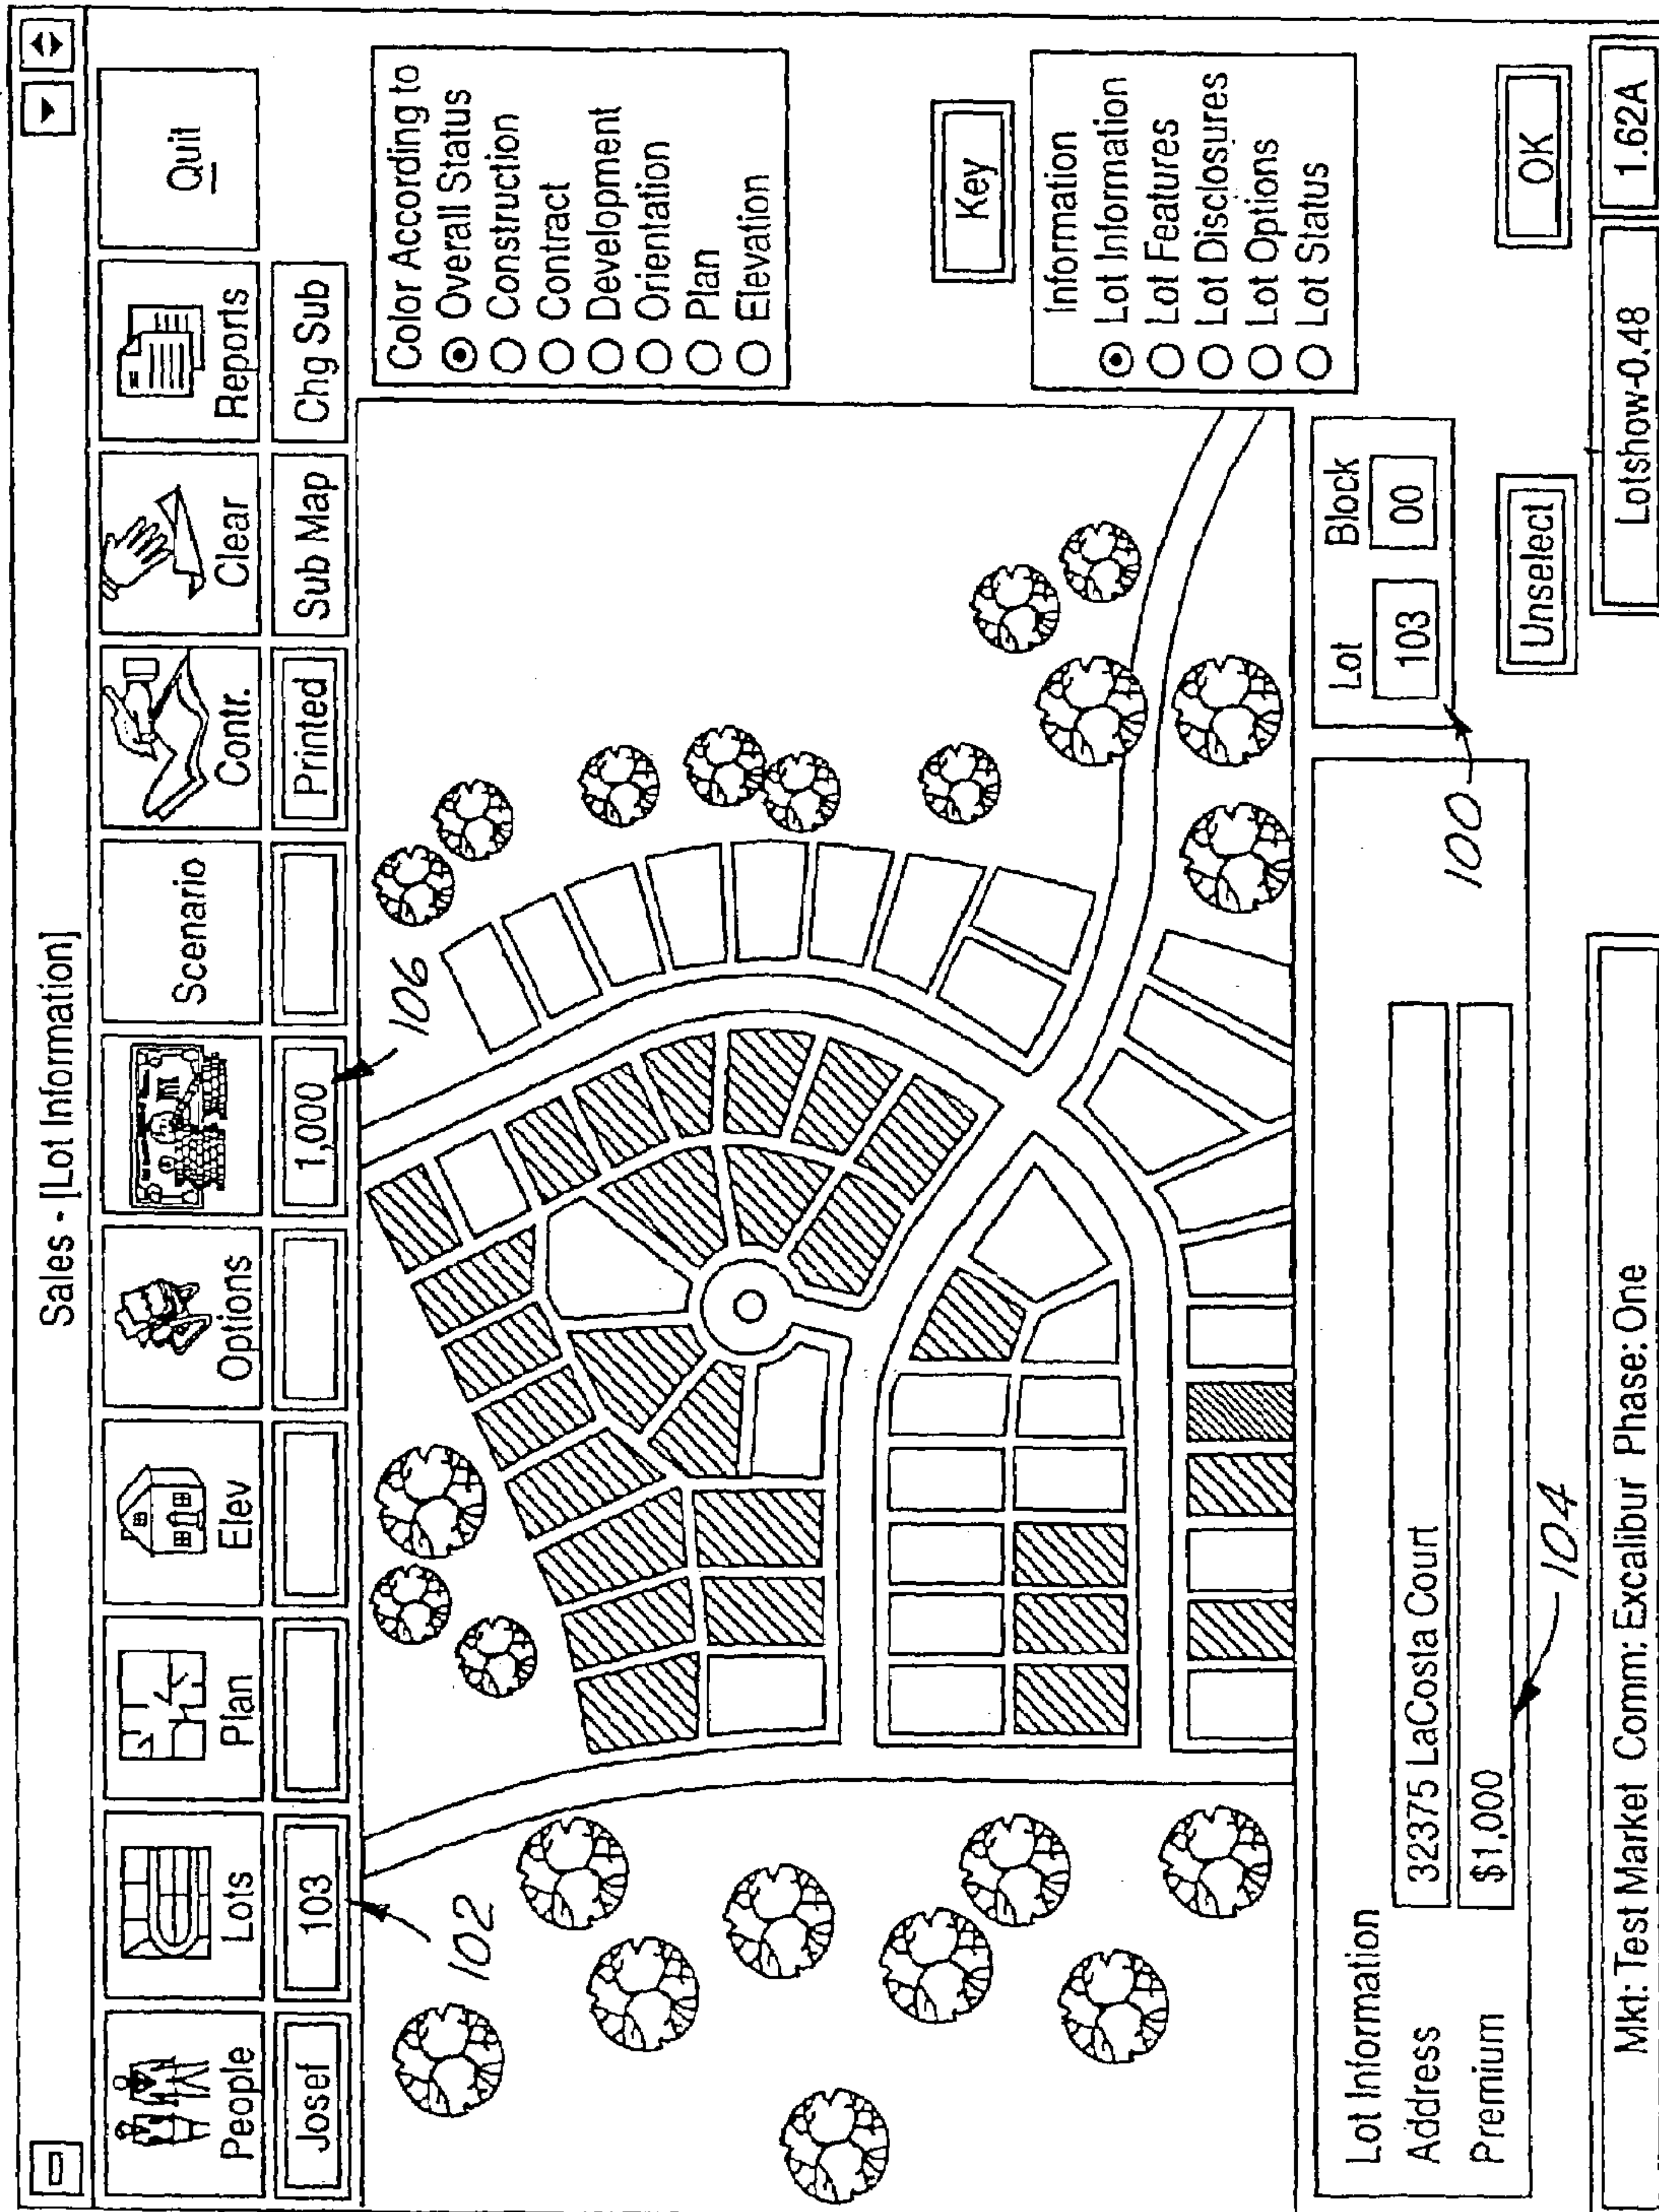 Sales - [Lot Information]
People
Lots
Plan
Elev
Options
Scenario
Contr.
Clear
Reports
Quit
Josef
103
1,000
Printed
Sub Map
Chg Sub
102
106
Color According to
Overall Status
Construction
Contract
Development
Orientation
Plan
Elevation
Key
Information
Lot Information
Lot Features
Lot Disclosures
Lot Options
Lot Status
Lot Information
Address 32375 LaCosta Court
Premium $1,000
104
Lot Block
103 00
100
Unselect
OK
Mkt: Test Market Comm: Excalibur Phase: One
Lotshow-0.48
1.62A